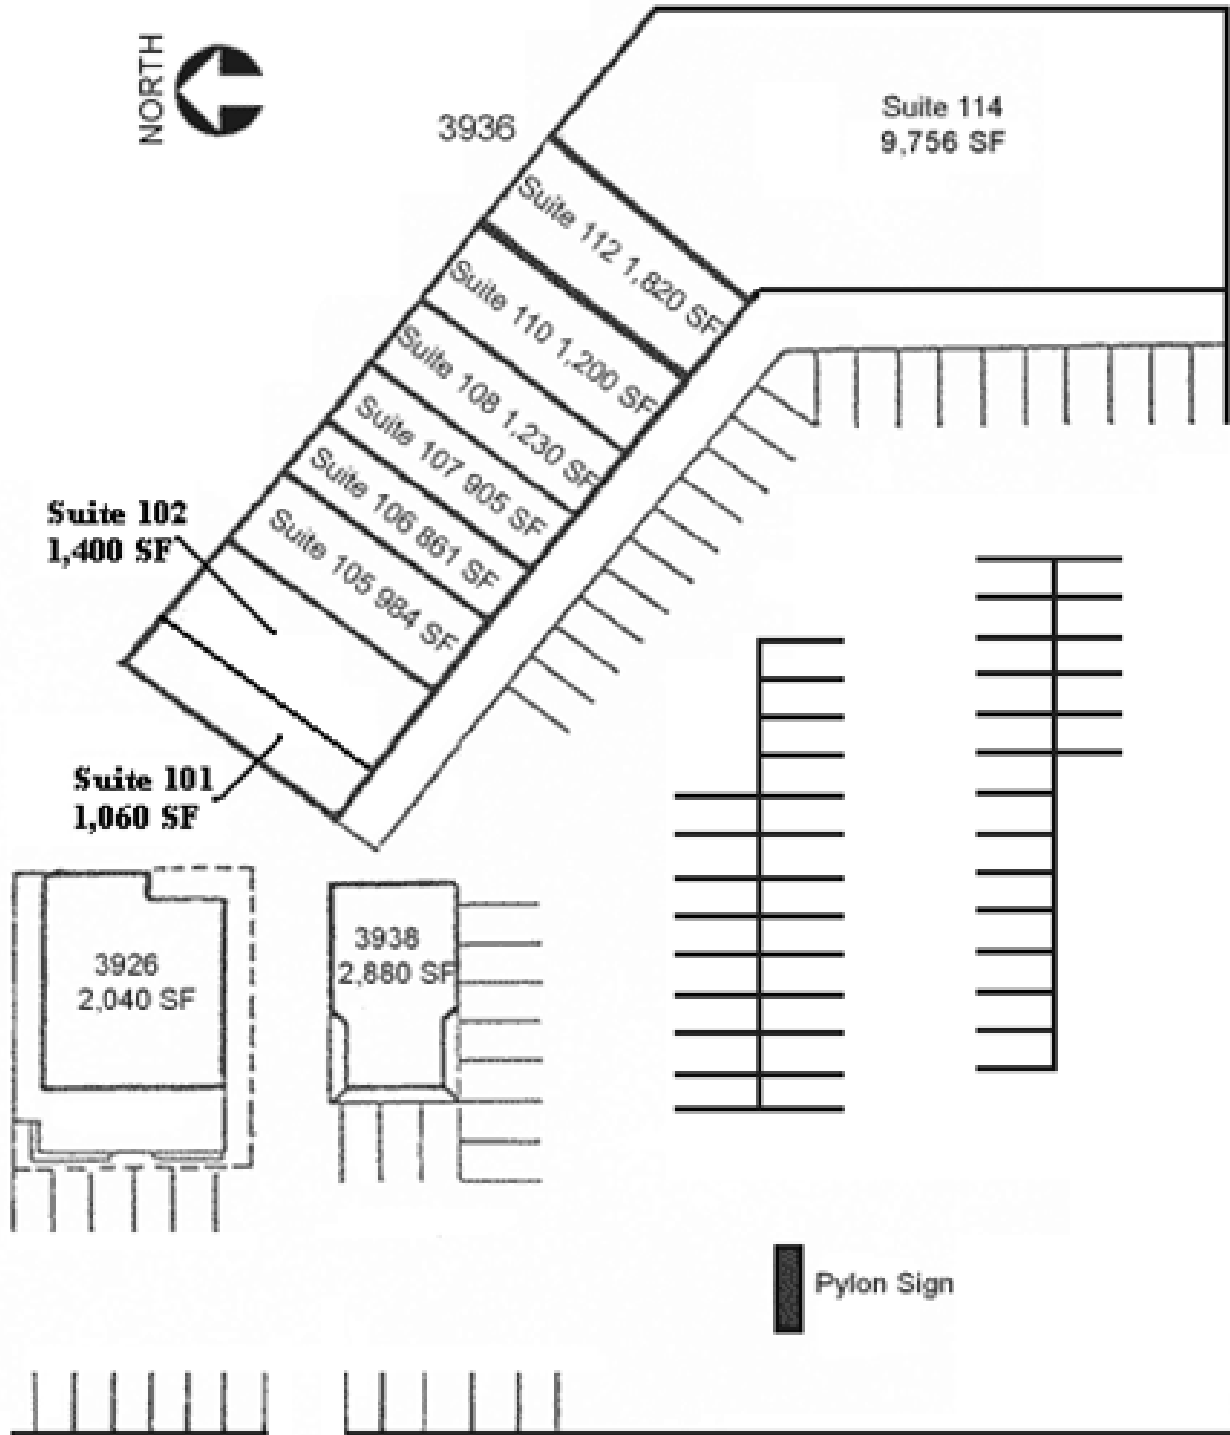 NORTH
3936
Suite 114
9,756 SF
Suite 112 1,820 SF
Suite 110 1,200 SF
Suite 108 1,230 SF
Suite 107 905 SF
Suite 106 861 SF
Suite 105 984 SF
Suite 102
1,400 SF
Suite 101
1,060 SF
3926
2,040 SF
3938
2,880 SF
Pylon Sign